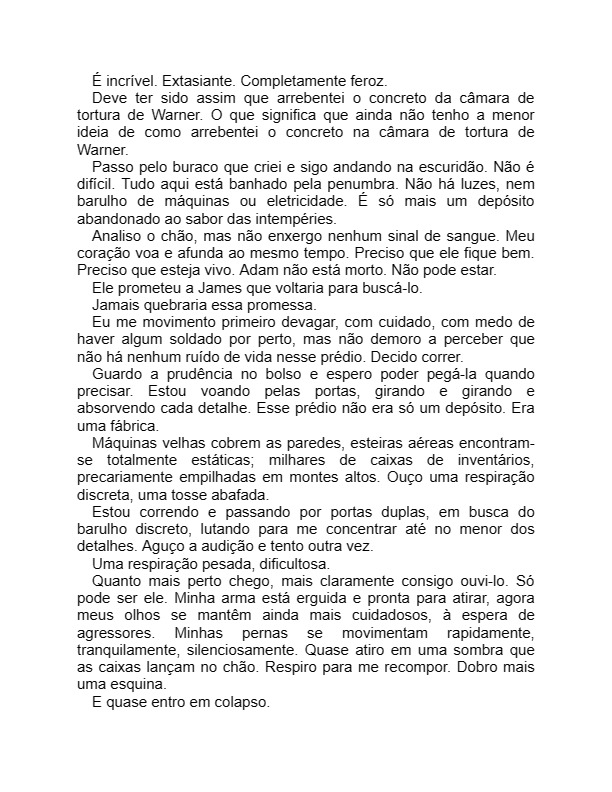 É incrível. Extasiante. Completamente feroz.
Deve ter sido assim que arrebentei o concreto da câmara de
tortura de Warner. O que significa que ainda não tenho a menor
ideia de como arrebentei o concreto na câmara de tortura de
Warner.
Passo pelo buraco que criei e sigo andando na escuridão. Não é
difícil. Tudo aqui está banhado pela penumbra. Não há luzes, nem
barulho de máquinas ou eletricidade. É só mais um depósito
abandonado ao sabor das intempéries.
Analiso o chão, mas não enxergo nenhum sinal de sangue. Meu
coração voa e afunda ao mesmo tempo. Preciso que ele fique bem.
Preciso que esteja vivo. Adam não está morto. Não pode estar.
Ele prometeu a James que voltaria para buscá-lo.
Jamais quebraria essa promessa.
Eu me movimento primeiro devagar, com cuidado, com medo de
haver algum soldado por perto, mas não demoro a perceber que
não há nenhum ruído de vida nesse prédio. Decido correr.
Guardo a prudência no bolso e espero poder pegá-la quando
precisar. Estou voando pelas portas, girando e girando e
absorvendo cada detalhe. Esse prédio não era só um depósito. Era
uma fábrica.
Máquinas velhas cobrem as paredes, esteiras aéreas encontram-
se totalmente estáticas; milhares de caixas de inventários,
precariamente empilhadas em montes altos. Ouço uma respiração
discreta, uma tosse abafada.
Estou correndo e passando por portas duplas, em busca do
barulho discreto, lutando para me concentrar até no menor dos
detalhes. Aguço a audição e tento outra vez.
Uma respiração pesada, dificultosa.
Quanto mais perto chego, mais claramente consigo ouvi-lo. Só
pode ser ele. Minha arma está erguida e pronta para atirar, agora
meus olhos se mantêm ainda mais cuidadosos, à espera de
agressores. Minhas pernas se movimentam rapidamente,
tranquilamente, silenciosamente. Quase atiro em uma sombra que
as caixas lançam no chão. Respiro para me recompor. Dobro mais
uma esquina.
E quase entro em colapso.